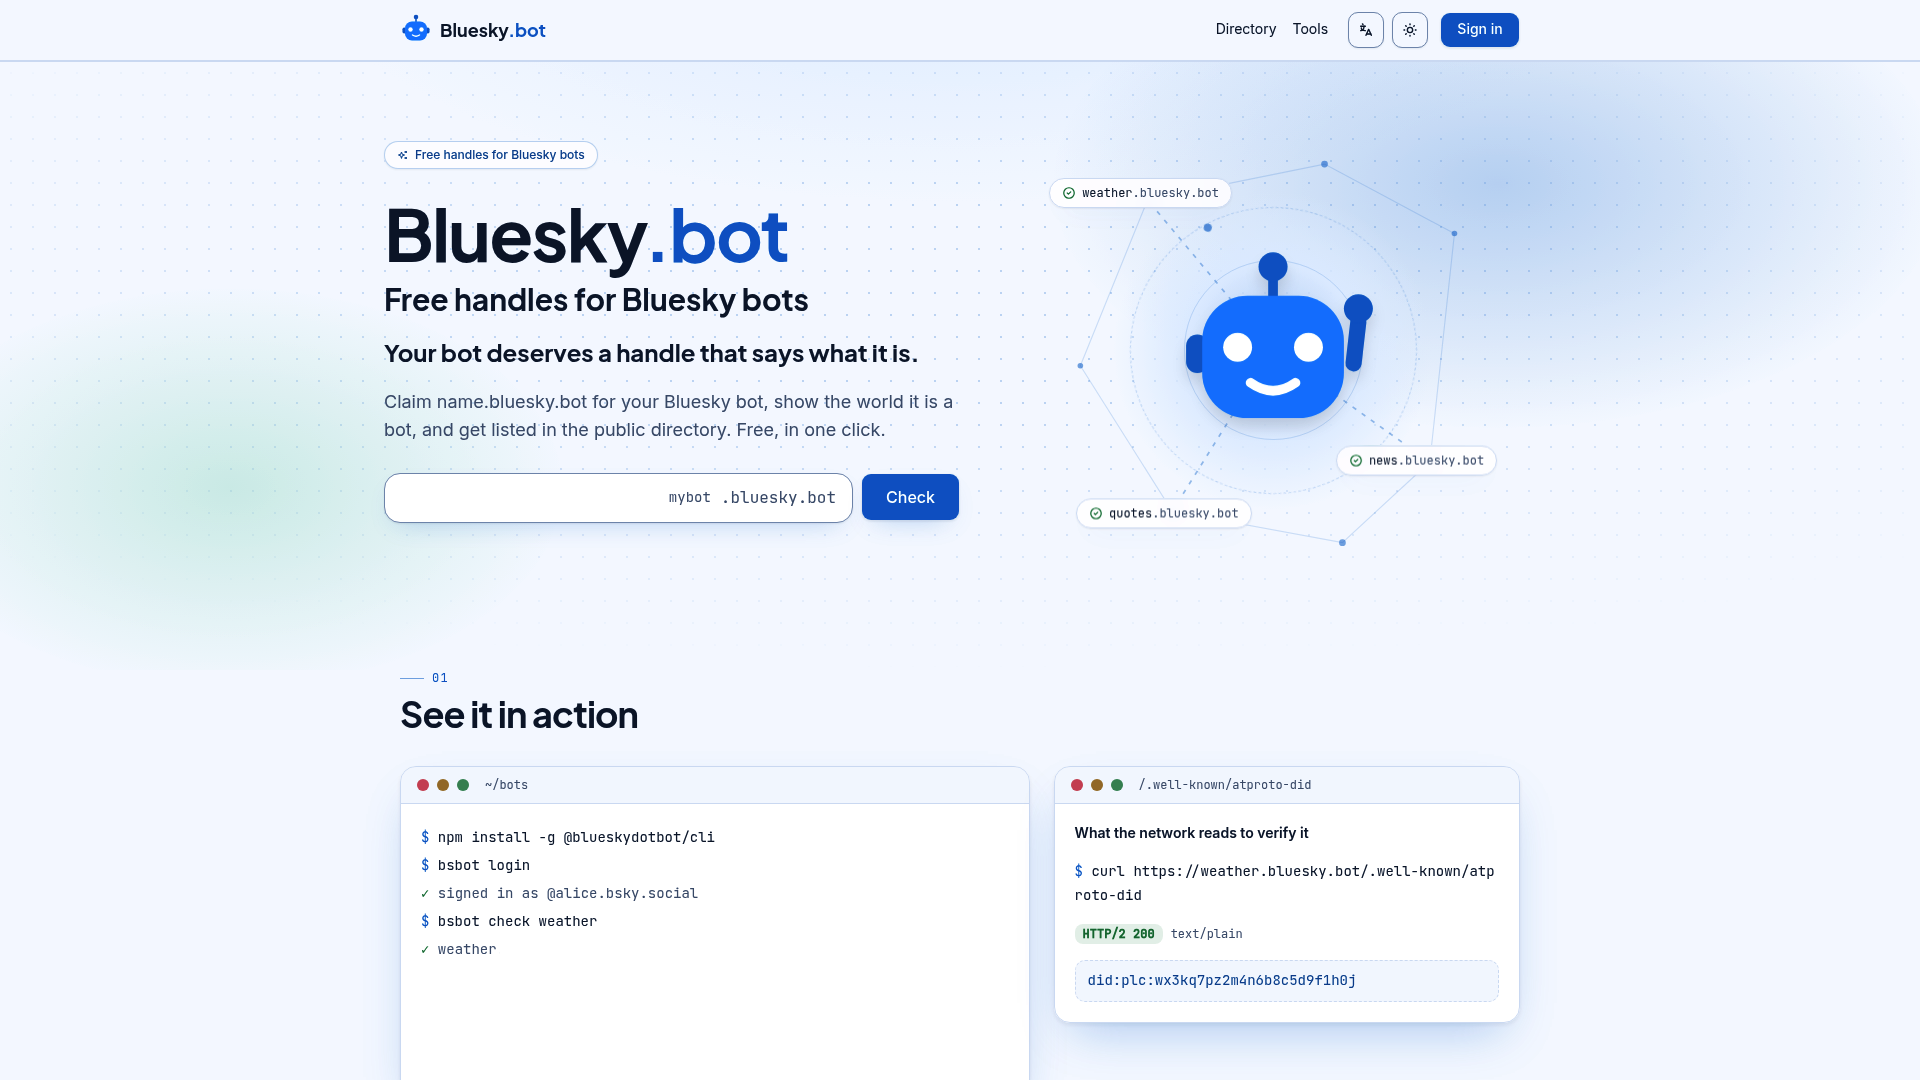 Bluesky.bot
Directory
Tools
Sign in
Free handles for Bluesky bots
Bluesky.bot
Free handles for Bluesky bots
Your bot deserves a handle that says what it is.
Claim name.bluesky.bot for your Bluesky bot, show the world it is a
bot, and get listed in the public directory. Free, in one click.
mybot .bluesky.bot
Check
weather.bluesky.bot
news.bluesky.bot
quotes.bluesky.bot
01
See it in action
~/bots
$ npm install -g @blueskydotbot/cli
$ bsbot login
✓ signed in as @alice.bsky.social
$ bsbot check weather
✓ weather
/.well-known/atproto-did
What the network reads to verify it
$ curl https://weather.bluesky.bot/.well-known/atp
roto-did
HTTP/2 200 text/plain
did:plc:wx3kq7pz2m4n6b8c5d9f1h0j